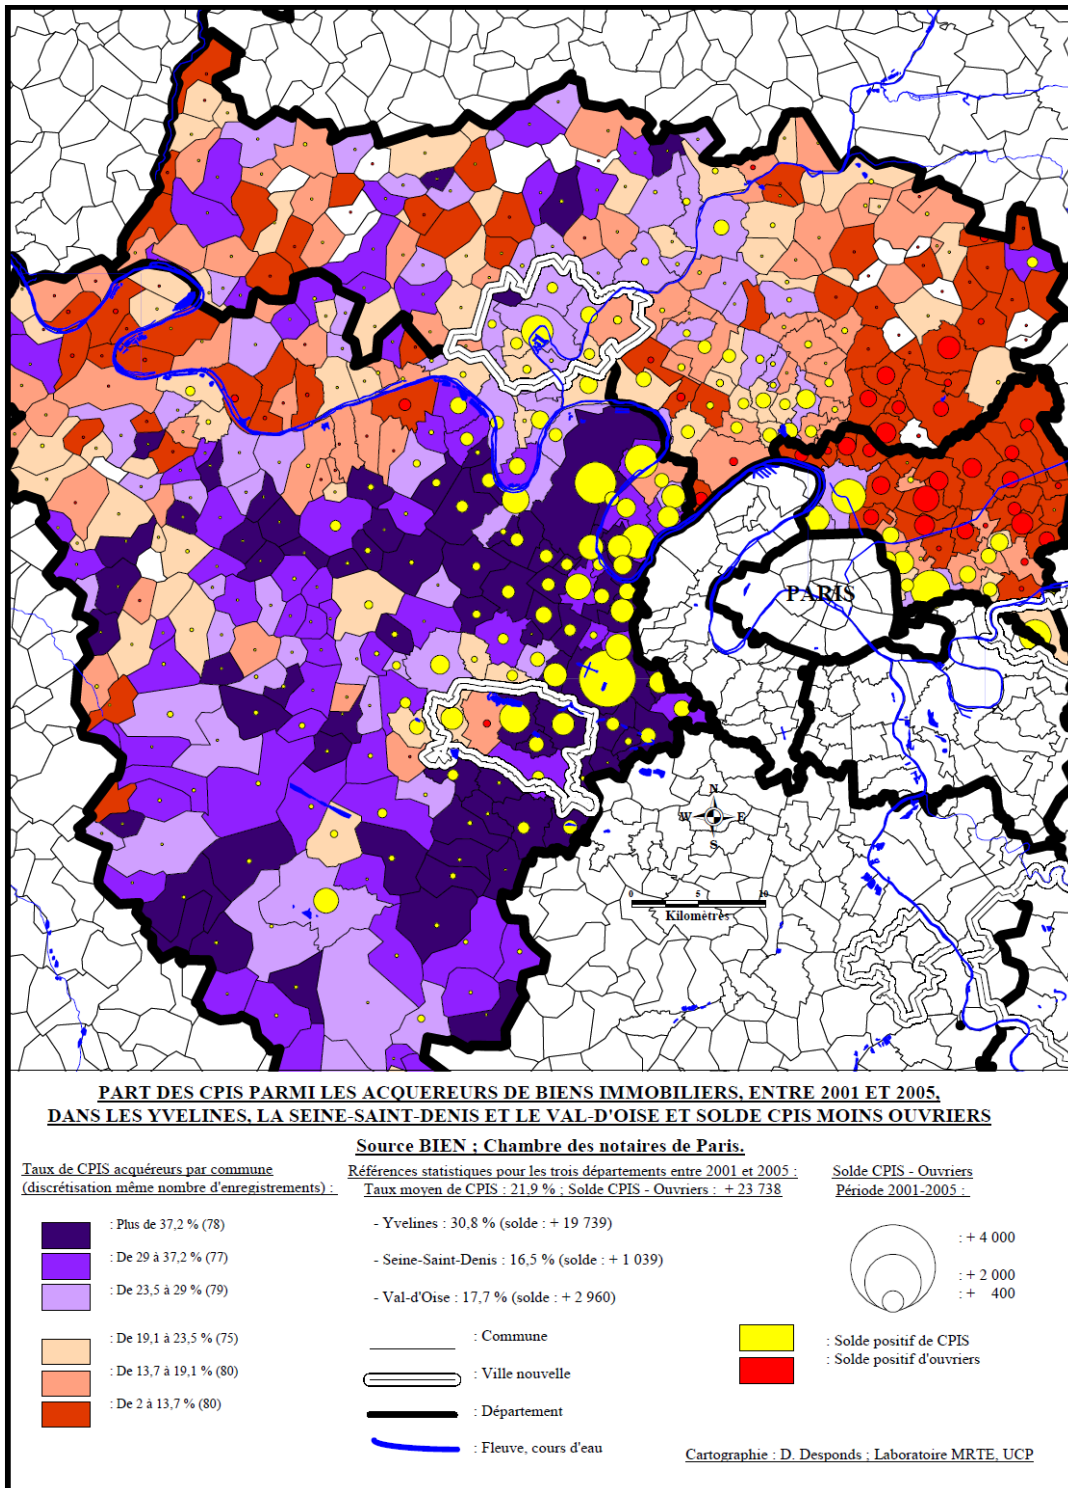 PARIS
N
W E
S
0 5 10
Kilomètres
PART DES CPIS PARMI LES ACQUEREURS DE BIENS IMMOBILIERS, ENTRE 2001 ET 2005,
DANS LES YVELINES, LA SEINE-SAINT-DENIS ET LE VAL-D'OISE ET SOLDE CPIS MOINS OUVRIERS
Source BIEN ; Chambre des notaires de Paris.
Taux de CPIS acquéreurs par commune
(discrétisation même nombre d'enregistrements) :
: Plus de 37,2 % (78)
: De 29 à 37,2 % (77)
: De 23,5 à 29 % (79)
: De 19,1 à 23,5 % (75)
: De 13,7 à 19,1 % (80)
: De 2 à 13,7 % (80)
Références statistiques pour les trois départements entre 2001 et 2005 :
Taux moyen de CPIS : 21,9 % ; Solde CPIS - Ouvriers : + 23 738
- Yvelines : 30,8 % (solde : + 19 739)
- Seine-Saint-Denis : 16,5 % (solde : + 1 039)
- Val-d'Oise : 17,7 % (solde : + 2 960)
: Commune
: Ville nouvelle
: Département
: Fleuve, cours d'eau
Solde CPIS - Ouvriers
Période 2001-2005 :
: + 4 000
: + 2 000
: + 400
: Solde positif de CPIS
: Solde positif d'ouvriers
Cartographie : D. Desponds ; Laboratoire MRTE, UCP